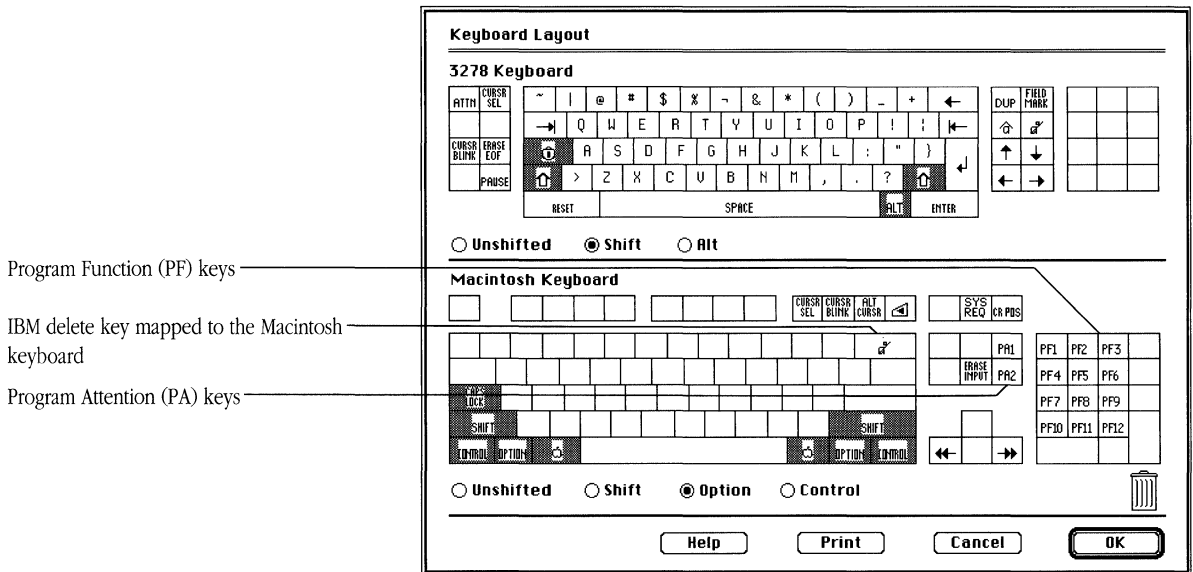 Keyboard Layout
3278 Keyboard
ATTN CURSR SEL ~ | @ # $ % ¬ & * ( ) _ + ← DUP FIELD MARK
→| Q W E R T Y U I O P ! ¦ |←
CURSR BLINK ERASE EOF A S D F G H J K L : " } ↵ ↑ ↓
PAUSE > Z X C V B N M , . ? ← →
RESET SPACE ALT ENTER
Unshifted Shift Alt
Program Function (PF) keys
Macintosh Keyboard
CURSR SEL CURSR BLINK ALT CURSR SYS REQ CR POS
IBM delete key mapped to the Macintosh
keyboard
PA1 PF1 PF2 PF3
ERASE INPUT PA2 PF4 PF5 PF6
Program Attention (PA) keys
CAPS LOCK PF7 PF8 PF9
SHIFT SHIFT PF10 PF11 PF12
CONTROL OPTION OPTION CONTROL
Unshifted Shift Option Control
Help Print Cancel OK